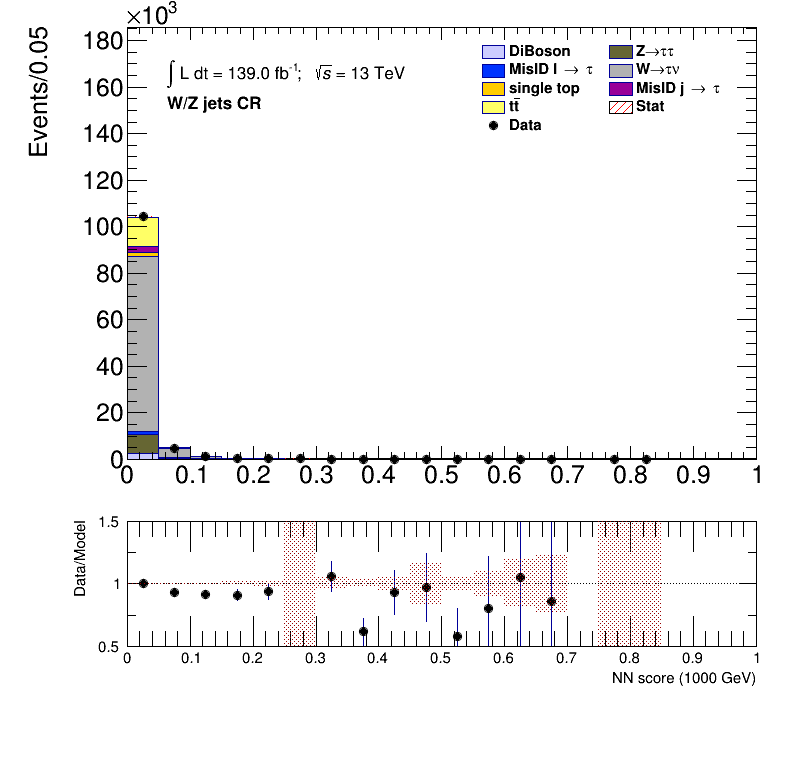 ×10³
Events/0.05
180
160
140
120
100
80
60
40
20
0
∫ L dt = 139.0 fb⁻¹; √s = 13 TeV
W/Z jets CR
DiBoson
MisID l → τ
single top
tt̄
Data
Z→ττ
W→τν
MisID j → τ
Stat
0 0.1 0.2 0.3 0.4 0.5 0.6 0.7 0.8 0.9 1
Data/Model
1.5
1
0.5
0 0.1 0.2 0.3 0.4 0.5 0.6 0.7 0.8 0.9 1
NN score (1000 GeV)